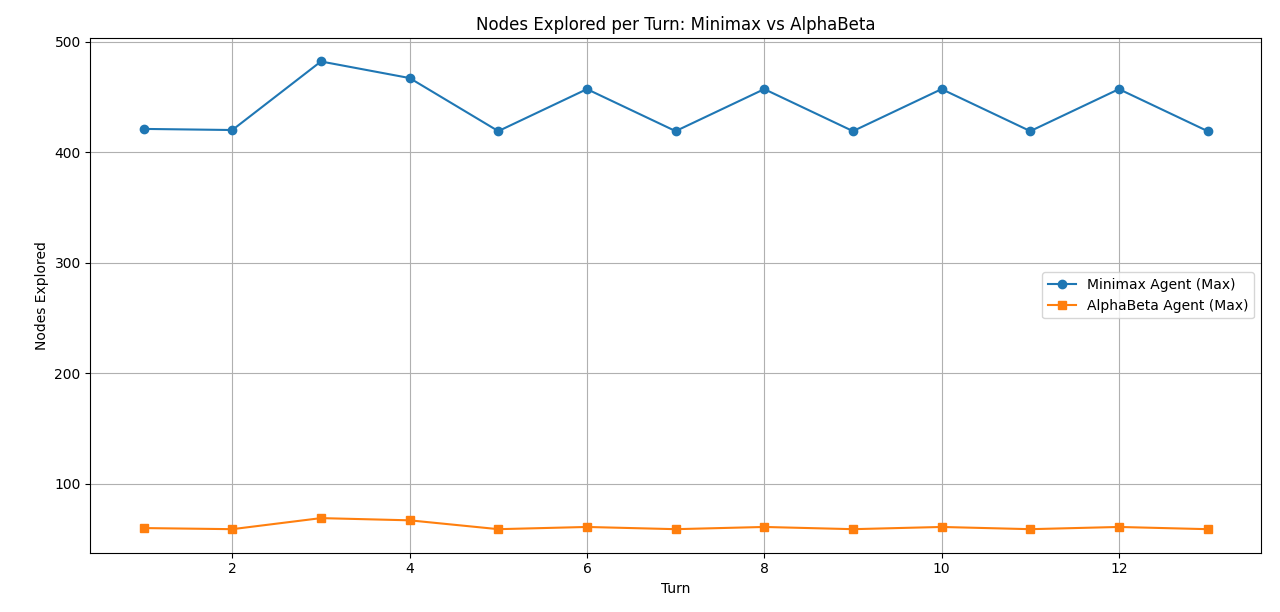 Nodes Explored per Turn: Minimax vs AlphaBeta
500
400
300
200
100
Nodes Explored
Minimax Agent (Max)
AlphaBeta Agent (Max)
2
4
6
8
10
12
Turn